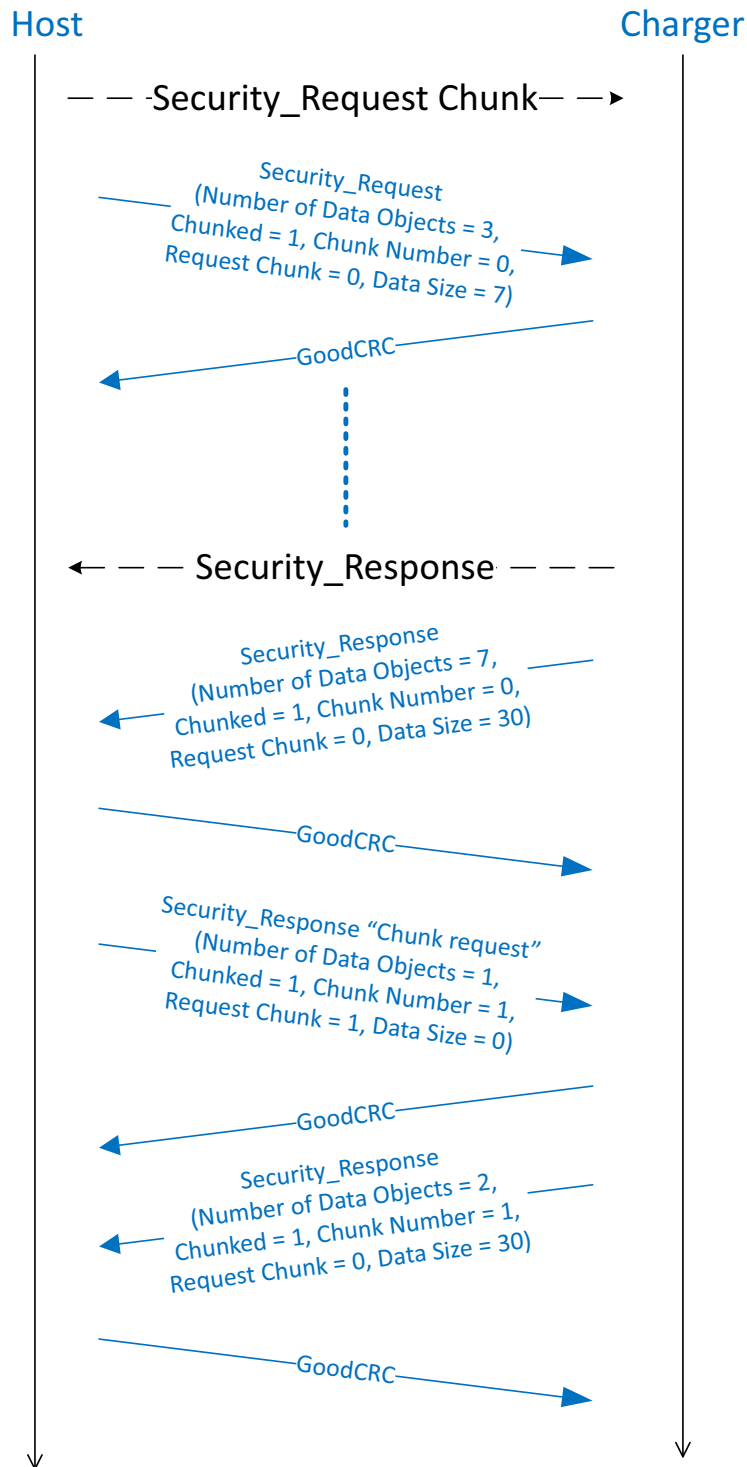 Host
Charger
Security_Request Chunk
Security_Request
(Number of Data Objects = 3,
Chunked = 1, Chunk Number = 0,
Request Chunk = 0, Data Size = 7)
GoodCRC
Security_Response
Security_Response
(Number of Data Objects = 7,
Chunked = 1, Chunk Number = 0,
Request Chunk = 0, Data Size = 30)
GoodCRC
Security_Response “Chunk request”
(Number of Data Objects = 1,
Chunked = 1, Chunk Number = 1,
Request Chunk = 1, Data Size = 0)
GoodCRC
Security_Response
(Number of Data Objects = 2,
Chunked = 1, Chunk Number = 1,
Request Chunk = 0, Data Size = 30)
GoodCRC